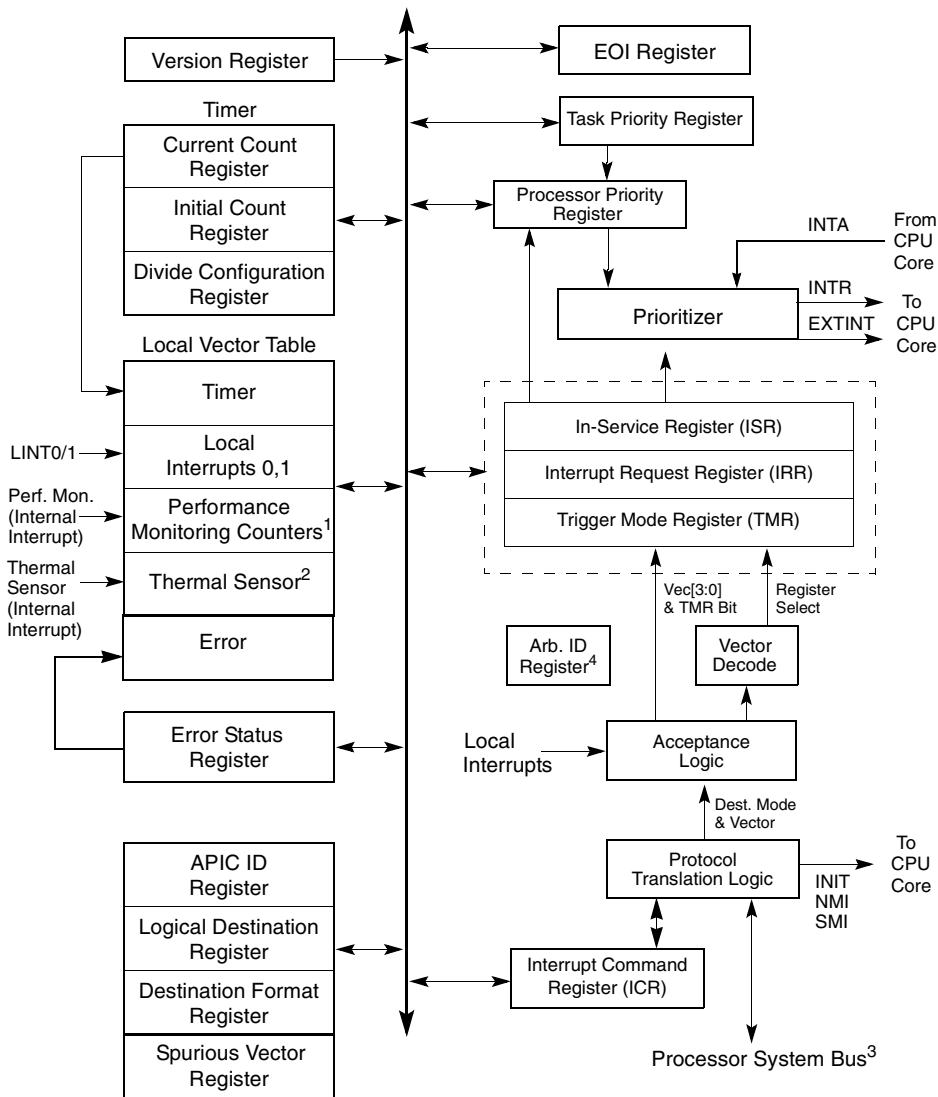 Version Register
Timer
Current Count
Register
Initial Count
Register
Divide Configuration
Register
Local Vector Table
Timer
LINT0/1
Local
Interrupts 0,1
Perf. Mon.
(Internal
Interrupt)
Performance
Monitoring Counters1
Thermal
Sensor
(Internal
Interrupt)
Thermal Sensor2
Error
Error Status
Register
APIC ID
Register
Logical Destination
Register
Destination Format
Register
Spurious Vector
Register
EOI Register
Task Priority Register
Processor Priority
Register
INTA
From
CPU
Core
Prioritizer
INTR
EXTINT
To
CPU
Core
In-Service Register (ISR)
Interrupt Request Register (IRR)
Trigger Mode Register (TMR)
Vec[3:0]
& TMR Bit
Register
Select
Arb. ID
Register4
Vector
Decode
Local
Interrupts
Acceptance
Logic
Dest. Mode
& Vector
Protocol
Translation Logic
To
CPU
Core
INIT
NMI
SMI
Interrupt Command
Register (ICR)
Processor System Bus3